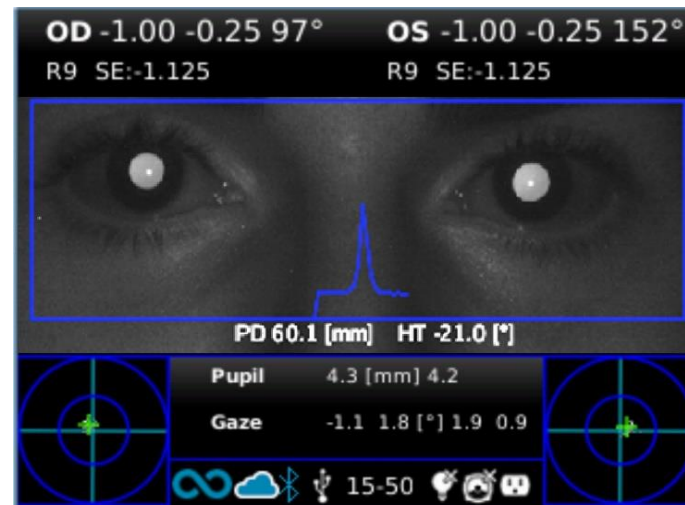 OD -1.00 -0.25 97° OS -1.00 -0.25 152°
R9 SE:-1.125 R9 SE:-1.125
PD 60.1 [mm] HT -21.0 [°]
Pupil 4.3 [mm] 4.2
Gaze -1.1 1.8 [°] 1.9 0.9
15-50